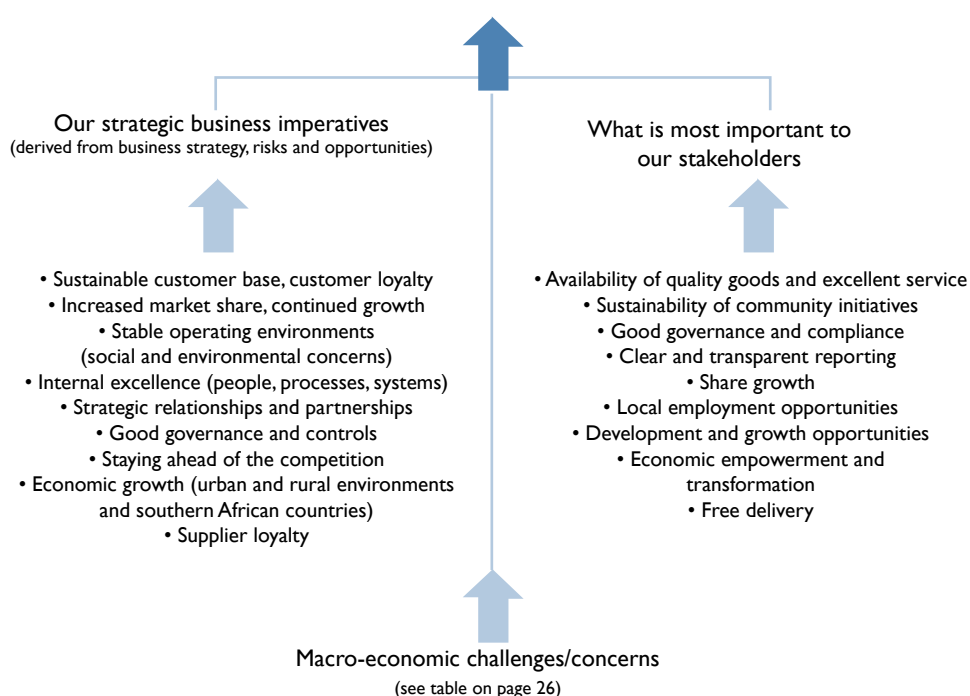 Our strategic business imperatives
(derived from business strategy, risks and opportunities)
• Sustainable customer base, customer loyalty
• Increased market share, continued growth
• Stable operating environments
(social and environmental concerns)
• Internal excellence (people, processes, systems)
• Strategic relationships and partnerships
• Good governance and controls
• Staying ahead of the competition
• Economic growth (urban and rural environments
and southern African countries)
• Supplier loyalty
What is most important to
our stakeholders
• Availability of quality goods and excellent service
• Sustainability of community initiatives
• Good governance and compliance
• Clear and transparent reporting
• Share growth
• Local employment opportunities
• Development and growth opportunities
• Economic empowerment and
transformation
• Free delivery
Macro-economic challenges/concerns
(see table on page 26)